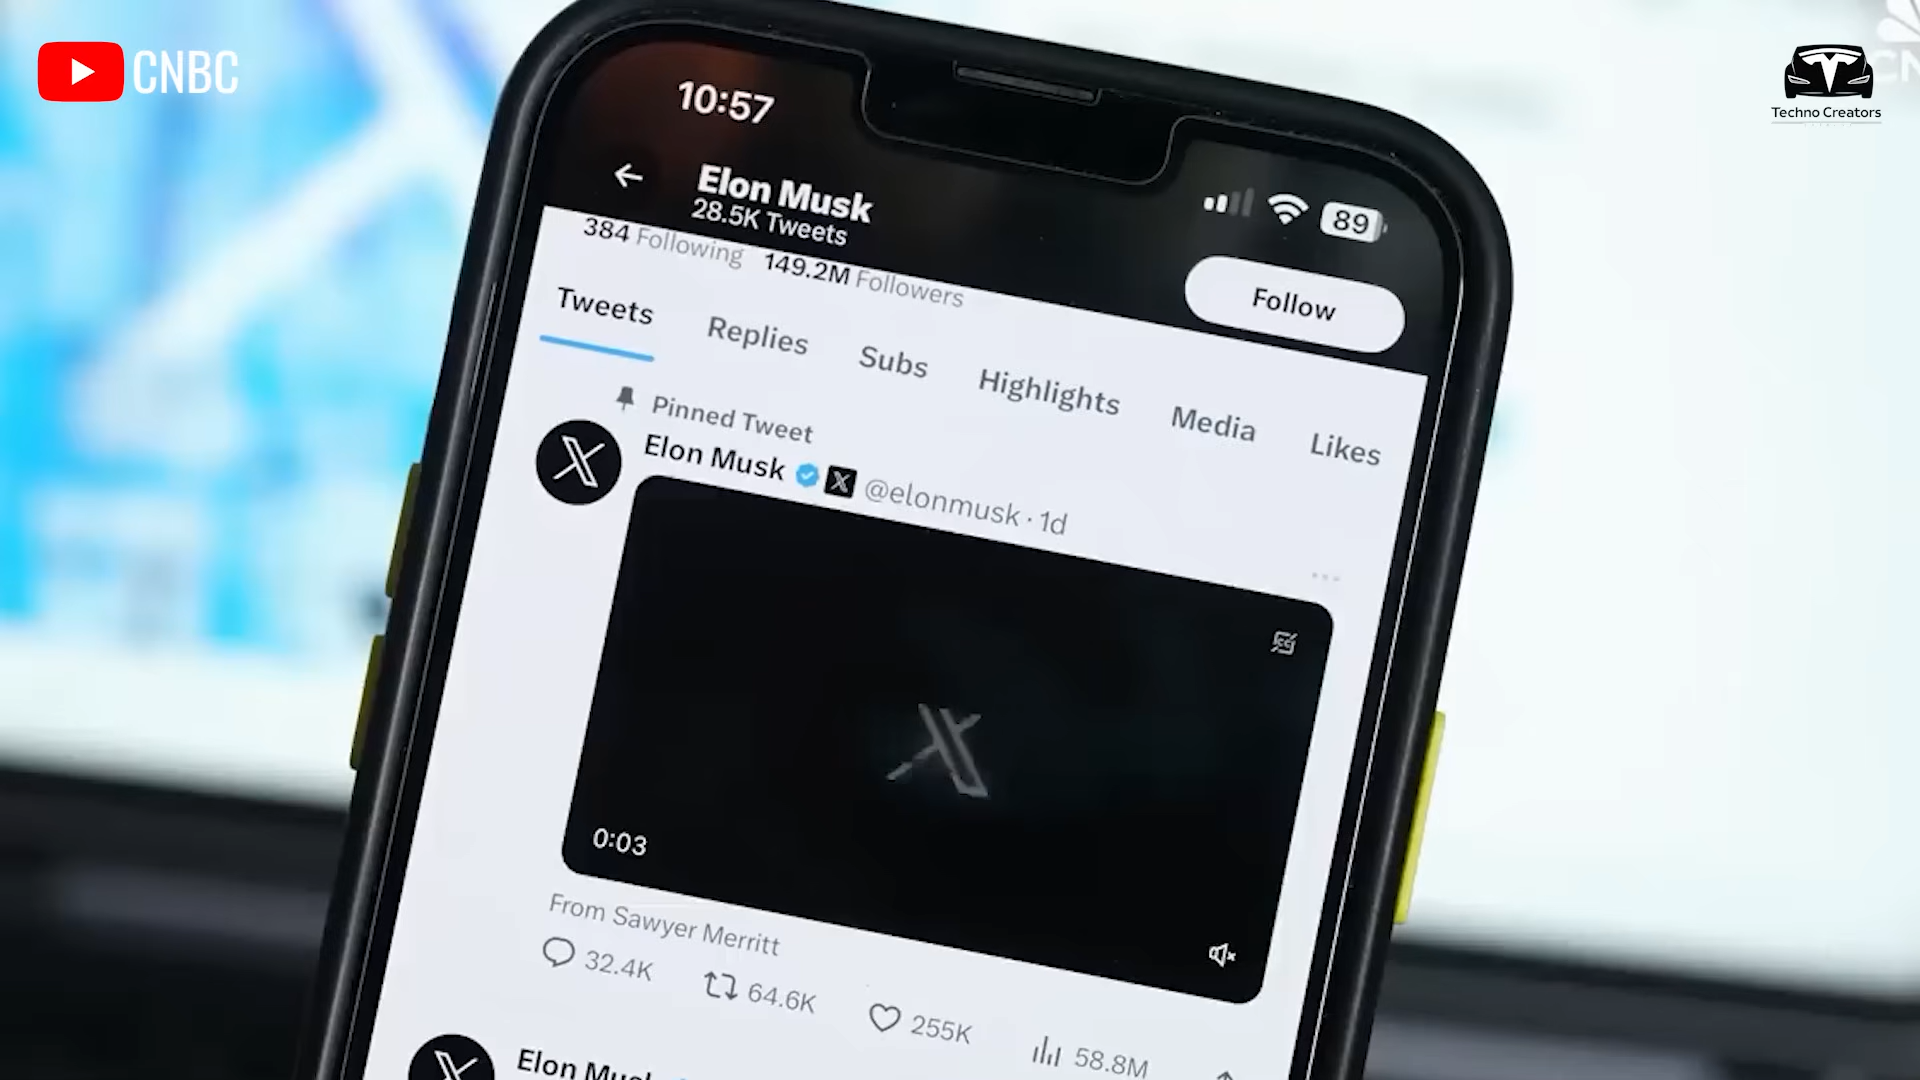 CNBC
Techno Creators
10:57
89
Elon Musk
28.5K Tweets
384 Following 149.2M Followers
Follow
Tweets Replies Subs Highlights Media Likes
Pinned Tweet
Elon Musk @elonmusk · 1d
0:03
From Sawyer Merritt
32.4K 64.6K 255K 58.8M
Elon